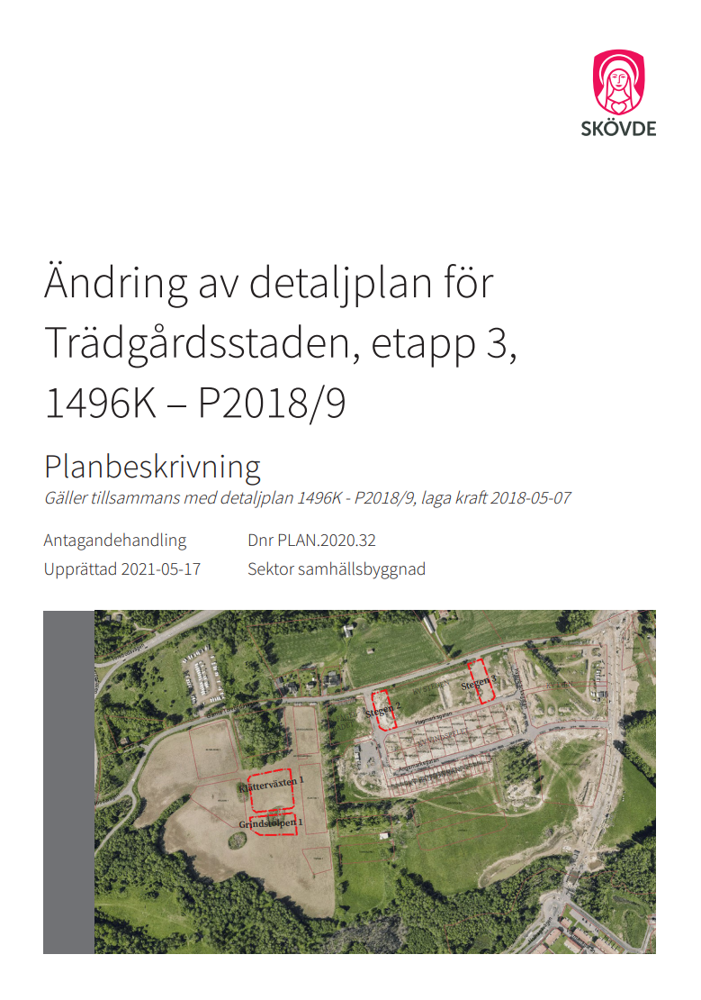 SKÖVDE
Ändring av detaljplan för
Trädgårdsstaden, etapp 3,
1496K – P2018/9
Planbeskrivning
Gäller tillsammans med detaljplan 1496K - P2018/9, laga kraft 2018-05-07
Antagandehandling Dnr PLAN.2020.32
Upprättad 2021-05-17 Sektor samhällsbyggnad
Stegen 3
Stegen 2
Hagmarksgatan
Ängsmarksgatan
Klätterväxten 1
Grindstolpen 1